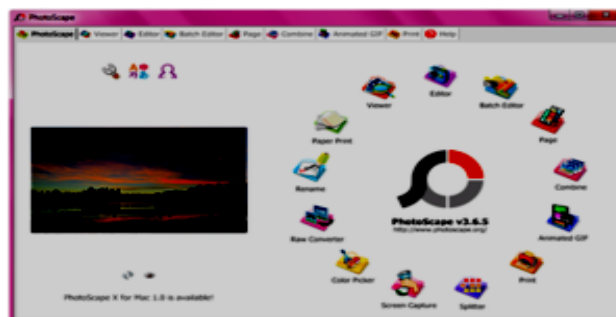 PhotoScape
PhotoScape Viewer Editor Batch Editor Page Combine Animated GIF Print Help
Editor
Viewer
Batch Editor
Paper Print
Page
Rename
Combine
PhotoScape v3.6.5
http://www.photoscape.org/
Raw Converter
Animated GIF
Color Picker
Print
Screen Capture
Splitter
PhotoScape X for Mac 1.0 is available!